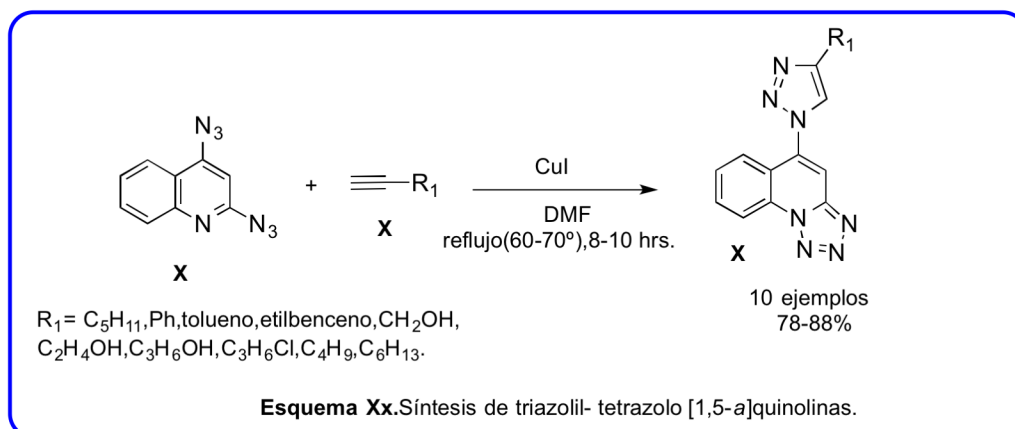 R₁
N
N
N
N₃
N
N₃
X
+
R₁
X
CuI
DMF
reflujo(60-70º),8-10 hrs.
N
N
N
N
X
10 ejemplos
78-88%
R₁= C₅H₁₁,Ph,tolueno,etilbenceno,CH₂OH,
C₂H₄OH,C₃H₆OH,C₃H₆Cl,C₄H₉,C₆H₁₃.
Esquema Xx.Síntesis de triazolil- tetrazolo [1,5-a]quinolinas.